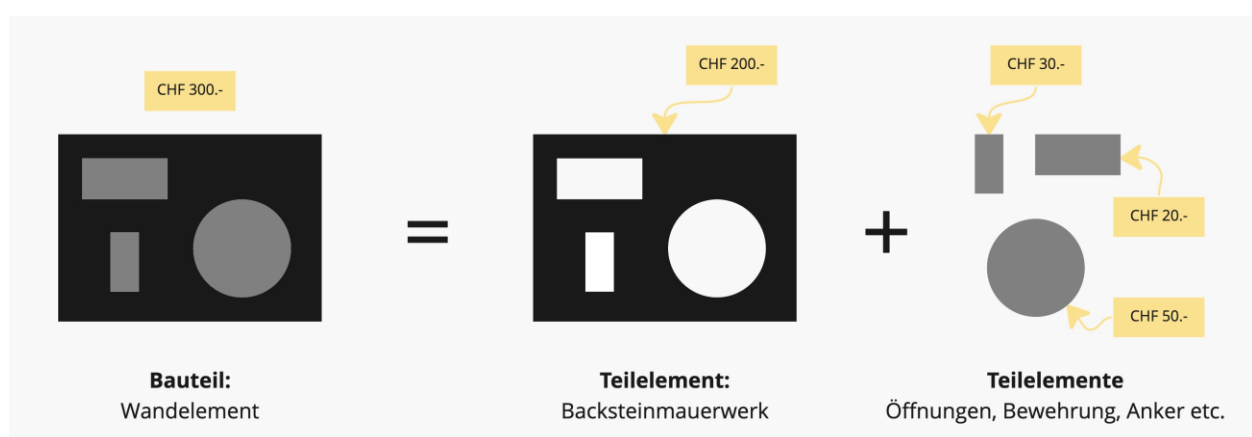 CHF 300.-
CHF 200.-
CHF 30.-
CHF 20.-
CHF 50.-
=
+
Bauteil:
Wandelement
Teilelement:
Backsteinmauerwerk
Teilelemente
Öffnungen, Bewehrung, Anker etc.